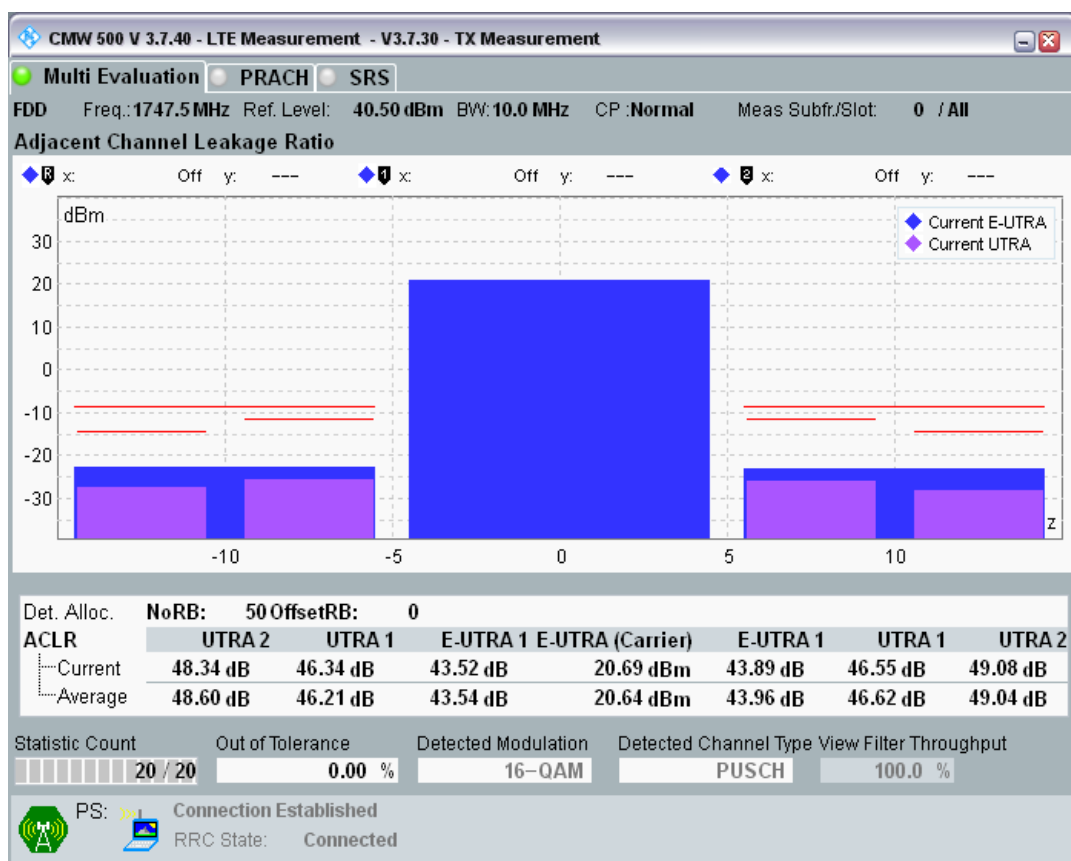 CMW 500 V 3.7.40 - LTE Measurement - V3.7.30 - TX Measurement
Multi Evaluation PRACH SRS
FDD Freq.: 1747.5 MHz Ref. Level: 40.50 dBm BW: 10.0 MHz CP :Normal Meas Subfr./Slot: 0 / All
Adjacent Channel Leakage Ratio
R x: Off y: --- 1 x: Off y: --- 2 x: Off y: ---
dBm
Current E-UTRA
Current UTRA
30
20
10
0
-10
-20
-30
z
-10 -5 0 5 10
Det. Alloc. NoRB: 50 OffsetRB: 0
ACLR UTRA 2 UTRA 1 E-UTRA 1 E-UTRA (Carrier) E-UTRA 1 UTRA 1 UTRA 2
Current 48.34 dB 46.34 dB 43.52 dB 20.69 dBm 43.89 dB 46.55 dB 49.08 dB
Average 48.60 dB 46.21 dB 43.54 dB 20.64 dBm 43.96 dB 46.62 dB 49.04 dB
Statistic Count Out of Tolerance Detected Modulation Detected Channel Type View Filter Throughput
20 / 20 0.00 % 16-QAM PUSCH 100.0 %
PS: Connection Established
RRC State: Connected